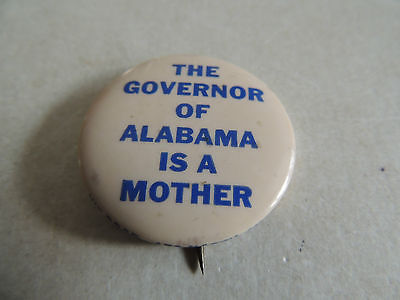 THE
GOVERNOR
OF
ALABAMA
IS A
MOTHER